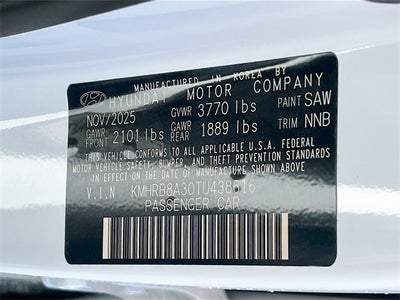 MANUFACTURED IN KOREA BY
HYUNDAI MOTOR COMPANY
NOV/2025 GVWR 3770 lbs PAINT SAW
GAWR FRONT 2101 lbs GAWR REAR 1889 lbs TRIM NNB
THIS VEHICLE CONFORMS TO ALL APPLICABLE U.S. FEDERAL
MOTOR VEHICLE SAFETY, BUMPER, AND THEFT PREVENTION
STANDARDS IN EFFECT ON THE DATE OF MANUFACTURE SHOWN ABOVE.
V.I.N KMHRB8A30TU438616
PASSENGER CAR